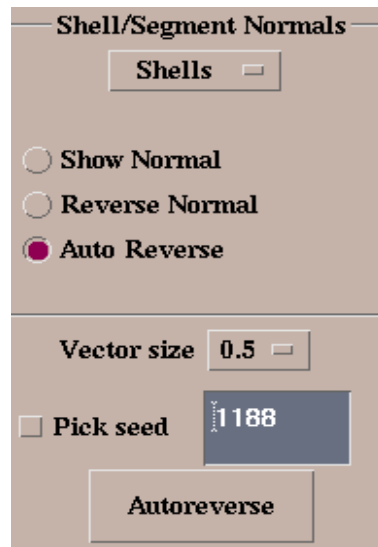 Shell/Segment Normals
Shells
Show Normal
Reverse Normal
Auto Reverse
Vector size 0.5
Pick seed 1188
Autoreverse